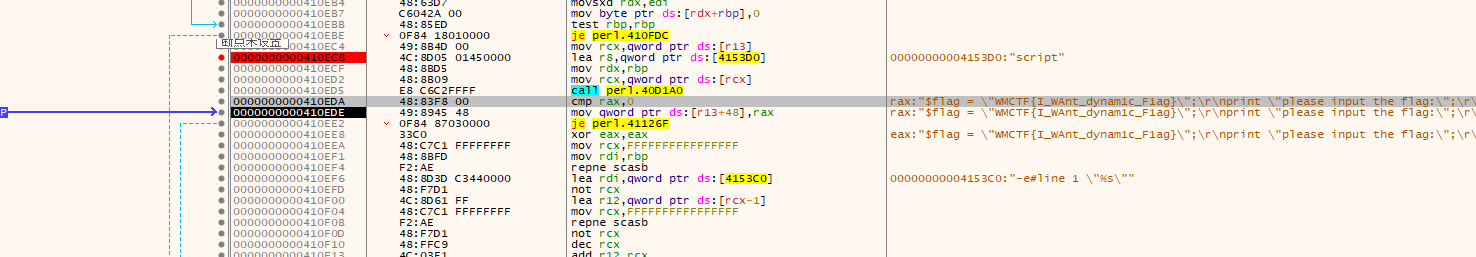 0000000000410EB4 48:63D7 movsxd rdx,edi
0000000000410EB7 C6042A 00 mov byte ptr ds:[rdx+rbp],0
0000000000410EBB 48:85ED test rbp,rbp
0000000000410EBE 0F84 18010000 je perl.410FDC
断点未设置 0000000000410EC4 49:8B4D 00 mov rcx,qword ptr ds:[r13]
0000000000410EC8 4C:8D05 01450000 lea r8,qword ptr ds:[4153D0] 00000000004153D0:"script"
0000000000410ECF 48:8BD5 mov rdx,rbp
0000000000410ED2 48:8B09 mov rcx,qword ptr ds:[rcx]
0000000000410ED5 E8 C6C2FFFF call perl.40D1A0
0000000000410EDA 48:83F8 00 cmp rax,0 rax:"$flag = \"WMCTF{I_WAnt_dynam1c_F1ag}\";\r\nprint \"please input the flag:\";\r\
P 0000000000410EDE 49:8945 48 mov qword ptr ds:[r13+48],rax rax:"$flag = \"WMCTF{I_WAnt_dynam1c_F1ag}\";\r\nprint \"please input the flag:\";\r\
0000000000410EE2 0F84 87030000 je perl.41126F
0000000000410EE8 33C0 xor eax,eax eax:"$flag = \"WMCTF{I_WAnt_dynam1c_F1ag}\";\r\nprint \"please input the flag:\";\r\
0000000000410EEA 48:C7C1 FFFFFFFF mov rcx,FFFFFFFFFFFFFFFF
0000000000410EF1 48:8BFD mov rdi,rbp
0000000000410EF4 F2:AE repne scasb
0000000000410EF6 48:8D3D C3440000 lea rdi,qword ptr ds:[4153C0] 00000000004153C0:"-e#line 1 \"%s\""
0000000000410EFD 48:F7D1 not rcx
0000000000410F00 4C:8D61 FF lea r12,qword ptr ds:[rcx-1]
0000000000410F04 48:C7C1 FFFFFFFF mov rcx,FFFFFFFFFFFFFFFF
0000000000410F0B F2:AE repne scasb
0000000000410F0D 48:F7D1 not rcx
0000000000410F10 48:FFC9 dec rcx
0000000000410F13 4C:03E1 add r12,rcx